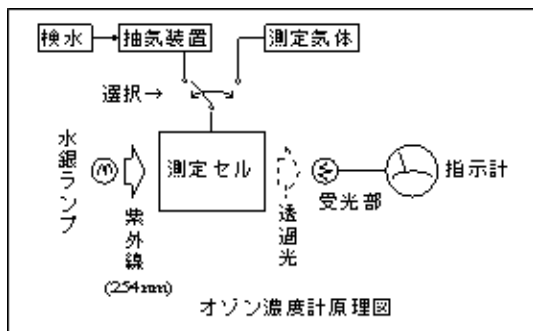 検水
抽気装置
測定気体
選択→
水銀ランプ
測定セル
指示計
受光部
紫外線
(254nm)
透過光
オゾン濃度計原理図